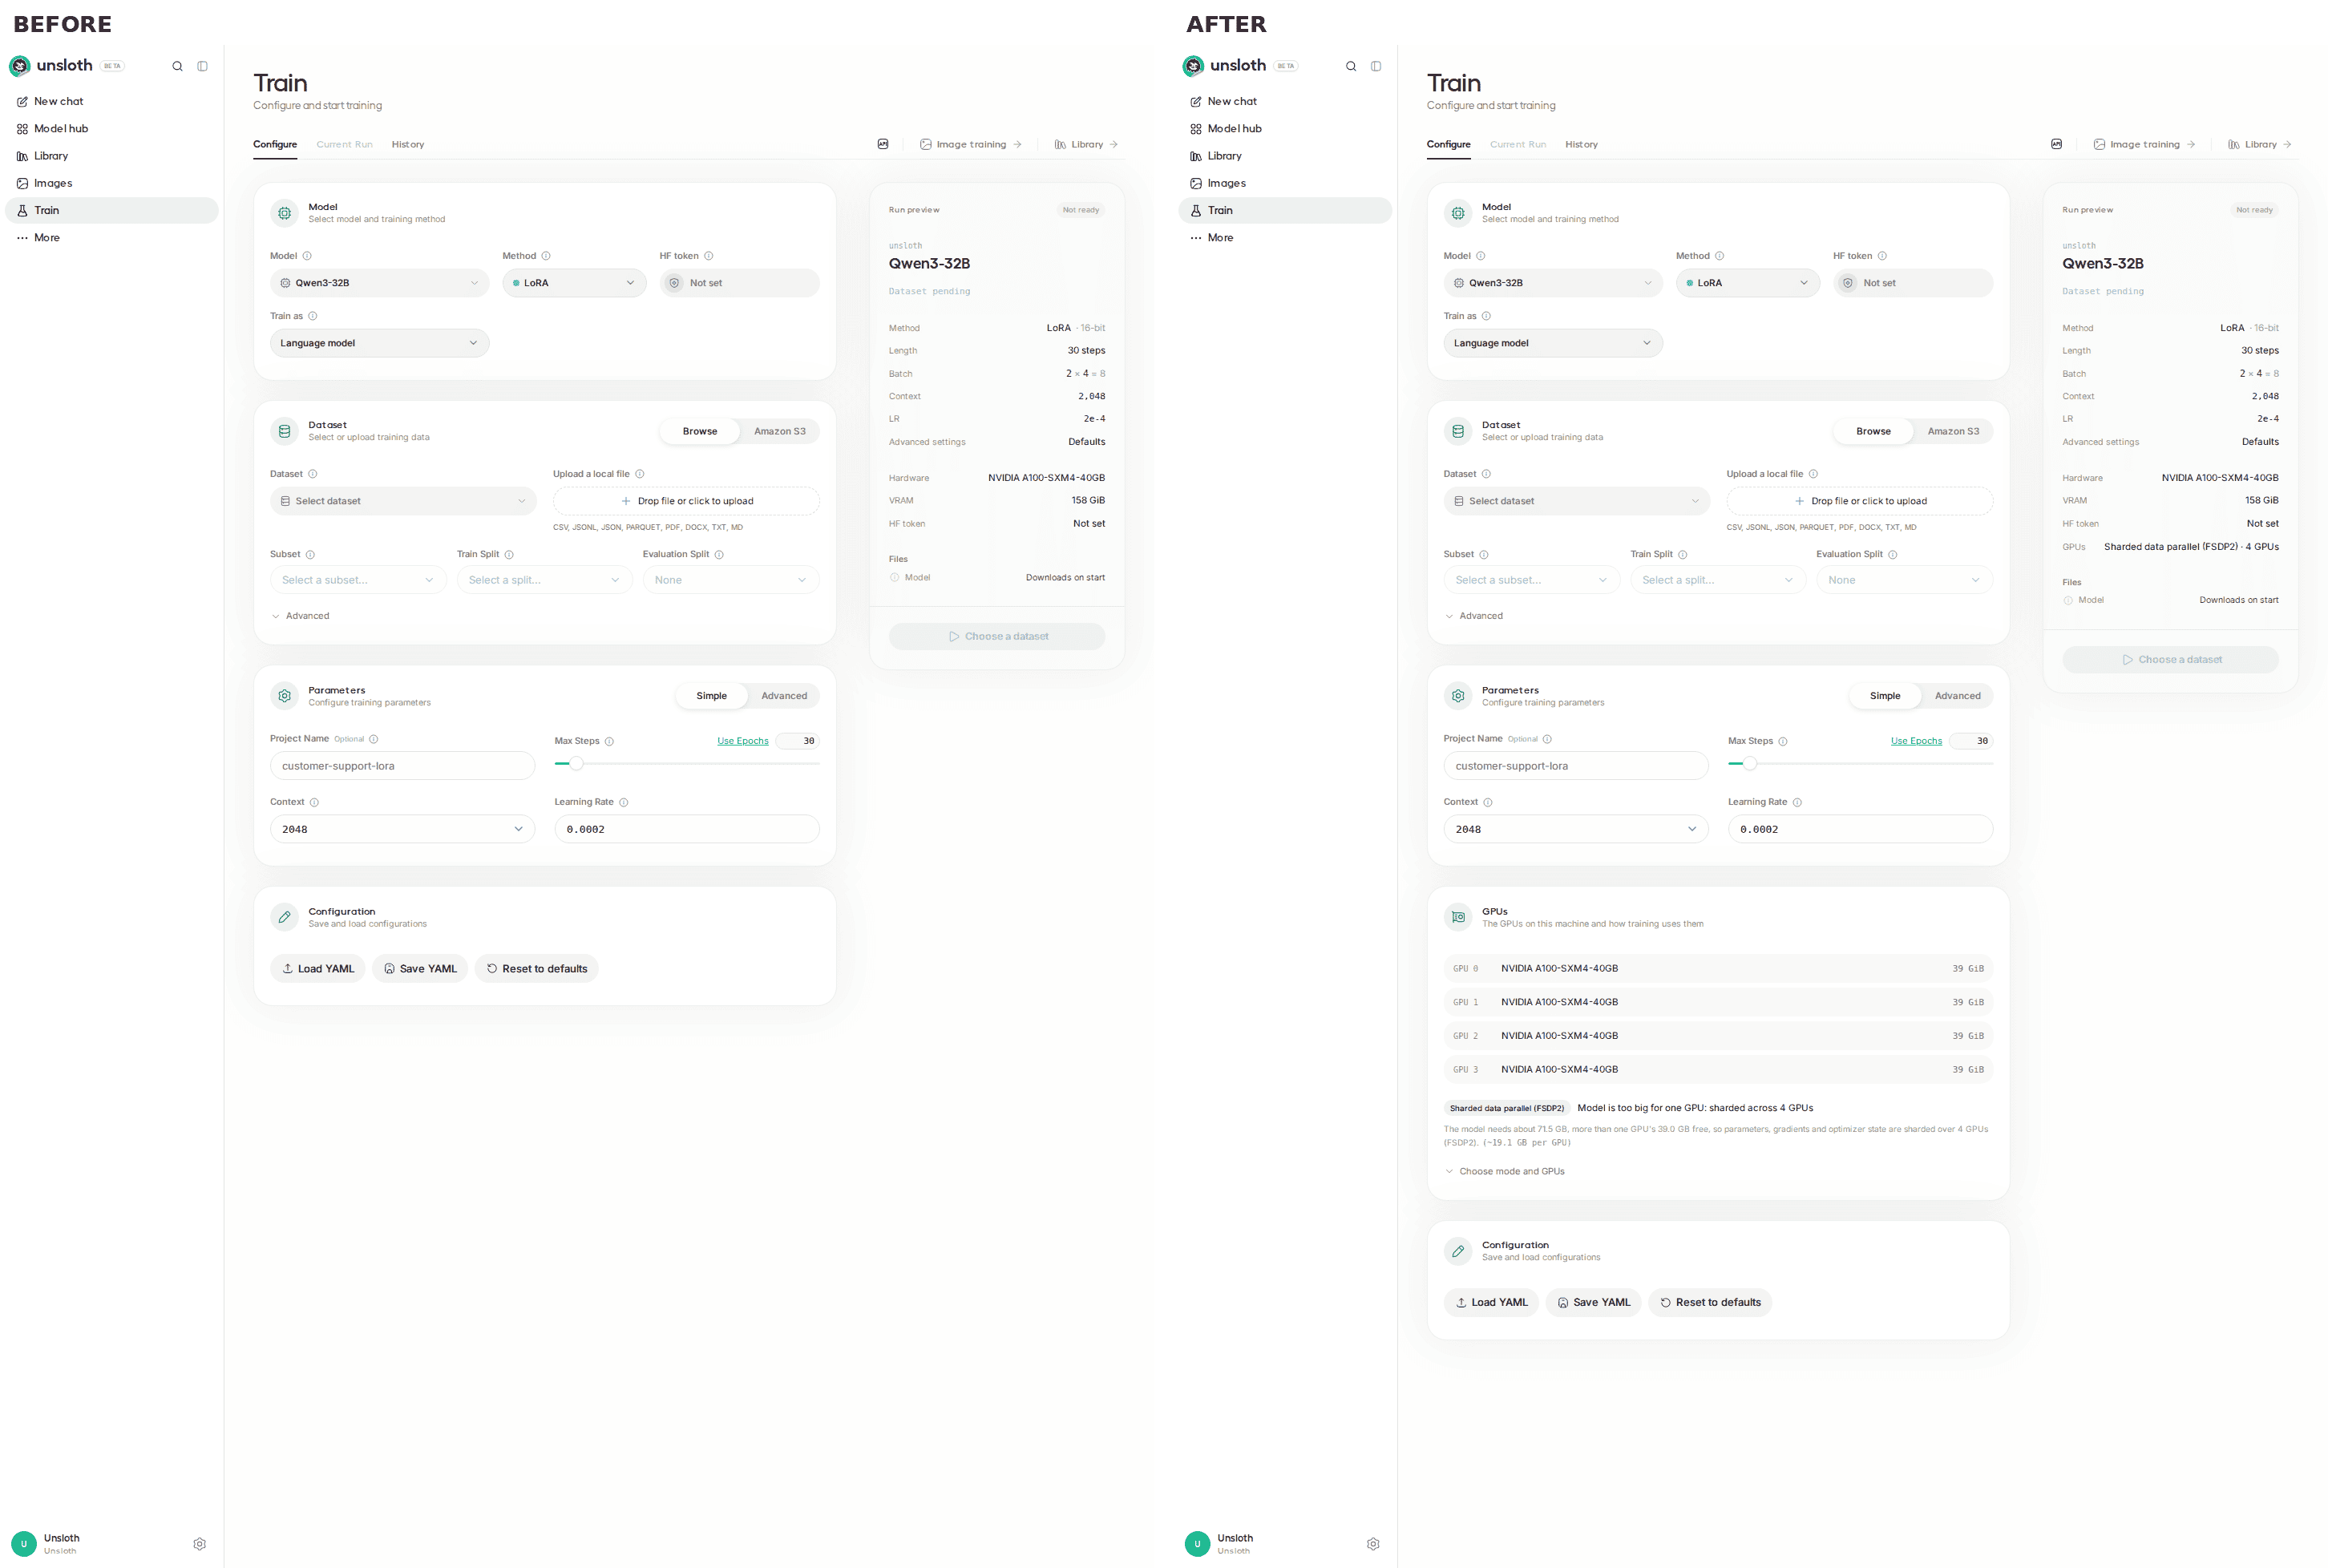 BEFORE
unsloth BETA
New chat
Model hub
Library
Images
Train
More
Train
Configure and start training
Configure Current Run History
API Image training Library
Model
Select model and training method
Model Method HF token
Qwen3-32B LoRA Not set
Train as
Language model
Dataset
Select or upload training data
Browse Amazon S3
Dataset Upload a local file
Select dataset Drop file or click to upload
CSV, JSONL, JSON, PARQUET, PDF, DOCX, TXT, MD
Subset Train Split Evaluation Split
Select a subset... Select a split... None
Advanced
Parameters
Configure training parameters
Simple Advanced
Project Name Optional Max Steps Use Epochs 30
customer-support-lora
Context Learning Rate
2048 0.0002
Configuration
Save and load configurations
Load YAML Save YAML Reset to defaults
Run preview Not ready
unsloth
Qwen3-32B
Dataset pending
Method LoRA · 16-bit
Length 30 steps
Batch 2 × 4 = 8
Context 2,048
LR 2e-4
Advanced settings Defaults
Hardware NVIDIA A100-SXM4-40GB
VRAM 158 GiB
HF token Not set
Files
Model Downloads on start
Choose a dataset
U Unsloth
Unsloth
AFTER
unsloth BETA
New chat
Model hub
Library
Images
Train
More
Train
Configure and start training
Configure Current Run History
API Image training Library
Model
Select model and training method
Model Method HF token
Qwen3-32B LoRA Not set
Train as
Language model
Dataset
Select or upload training data
Browse Amazon S3
Dataset Upload a local file
Select dataset Drop file or click to upload
CSV, JSONL, JSON, PARQUET, PDF, DOCX, TXT, MD
Subset Train Split Evaluation Split
Select a subset... Select a split... None
Advanced
Parameters
Configure training parameters
Simple Advanced
Project Name Optional Max Steps Use Epochs 30
customer-support-lora
Context Learning Rate
2048 0.0002
GPUs
The GPUs on this machine and how training uses them
GPU 0 NVIDIA A100-SXM4-40GB 39 GiB
GPU 1 NVIDIA A100-SXM4-40GB 39 GiB
GPU 2 NVIDIA A100-SXM4-40GB 39 GiB
GPU 3 NVIDIA A100-SXM4-40GB 39 GiB
Sharded data parallel (FSDP2) Model is too big for one GPU: sharded across 4 GPUs
The model needs about 71.5 GB, more than one GPU's 39.0 GB free, so parameters, gradients and optimizer state are sharded over 4 GPUs
(FSDP2). (~19.1 GB per GPU)
Choose mode and GPUs
Configuration
Save and load configurations
Load YAML Save YAML Reset to defaults
Run preview Not ready
unsloth
Qwen3-32B
Dataset pending
Method LoRA · 16-bit
Length 30 steps
Batch 2 × 4 = 8
Context 2,048
LR 2e-4
Advanced settings Defaults
Hardware NVIDIA A100-SXM4-40GB
VRAM 158 GiB
HF token Not set
GPUs Sharded data parallel (FSDP2) · 4 GPUs
Files
Model Downloads on start
Choose a dataset
U Unsloth
Unsloth